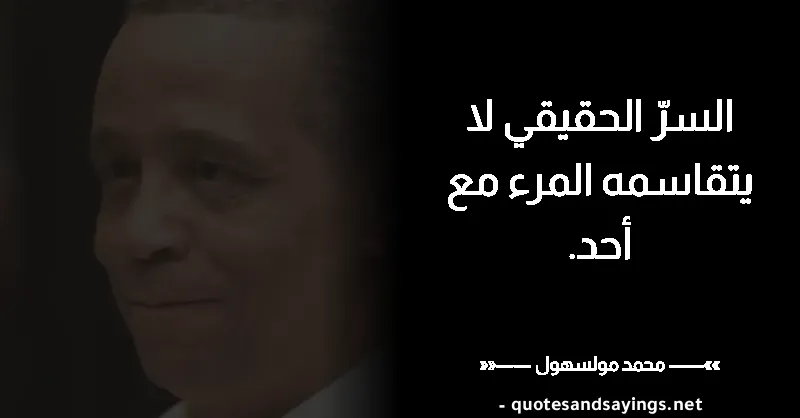 السرّ الحقيقي لا
يتقاسمه المرء مع
أحد.
»»—— محمد مولسهول ——««
- quotesandsayings.net